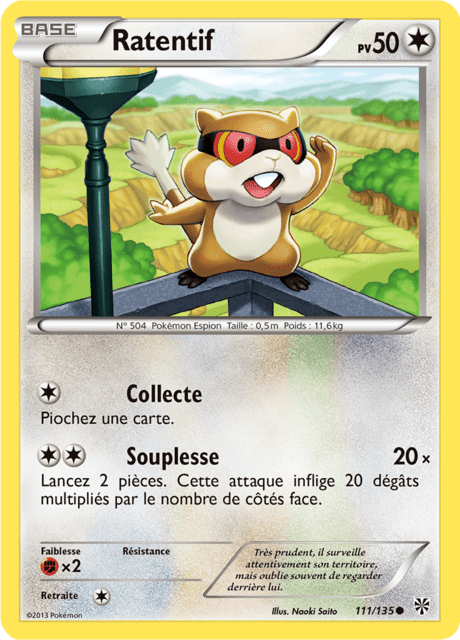 BASE
Ratentif
PV50
N° 504 Pokémon Espion Taille : 0,5m Poids : 11,6kg
Collecte
Piochez une carte.
Souplesse 20×
Lancez 2 pièces. Cette attaque inflige 20 dégâts
multipliés par le nombre de côtés face.
Faiblesse Résistance
×2
Retraite
Très prudent, il surveille
attentivement son territoire,
mais oublie souvent de regarder
derrière lui.
Illus. Naoki Saito 111/135
©2013 Pokémon